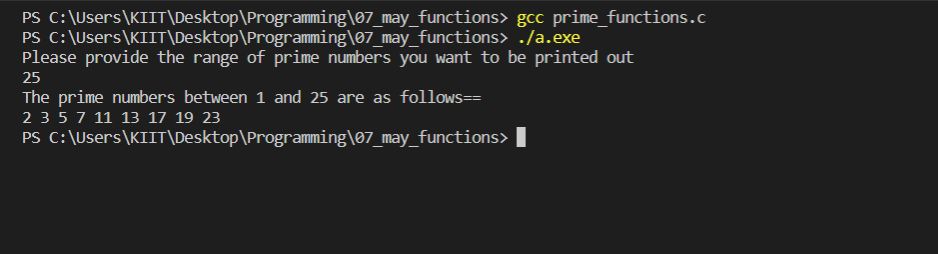 PS C:\Users\KIIT\Desktop\Programming\07_may_functions> gcc prime_functions.c
PS C:\Users\KIIT\Desktop\Programming\07_may_functions> ./a.exe
Please provide the range of prime numbers you want to be printed out
25
The prime numbers between 1 and 25 are as follows==
2 3 5 7 11 13 17 19 23
PS C:\Users\KIIT\Desktop\Programming\07_may_functions>